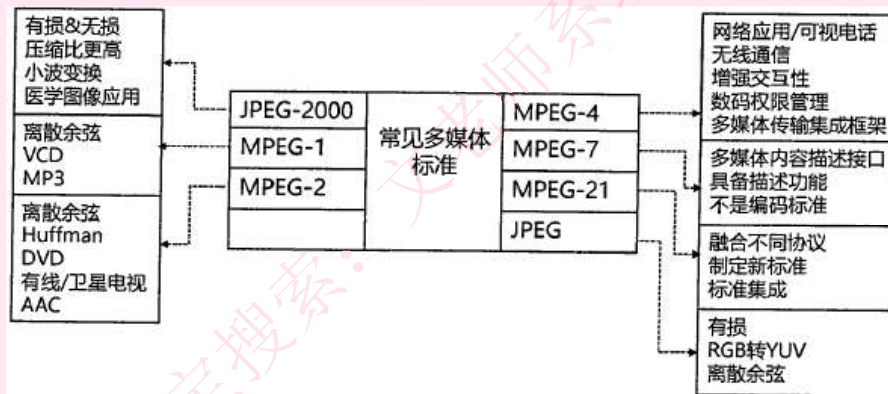 有损&无损
压缩比更高
小波变换
医学图像应用
离散余弦
VCD
MP3
离散余弦
Huffman
DVD
有线/卫星电视
AAC
JPEG-2000
MPEG-1
MPEG-2
常见多媒体
标准
MPEG-4
MPEG-7
MPEG-21
JPEG
网络应用/可视电话
无线通信
增强交互性
数码权限管理
多媒体传输集成框架
多媒体内容描述接口
具备描述功能
不是编码标准
融合不同协议
制定新标准
标准集成
有损
RGB转YUV
离散余弦
搜索：文老师系